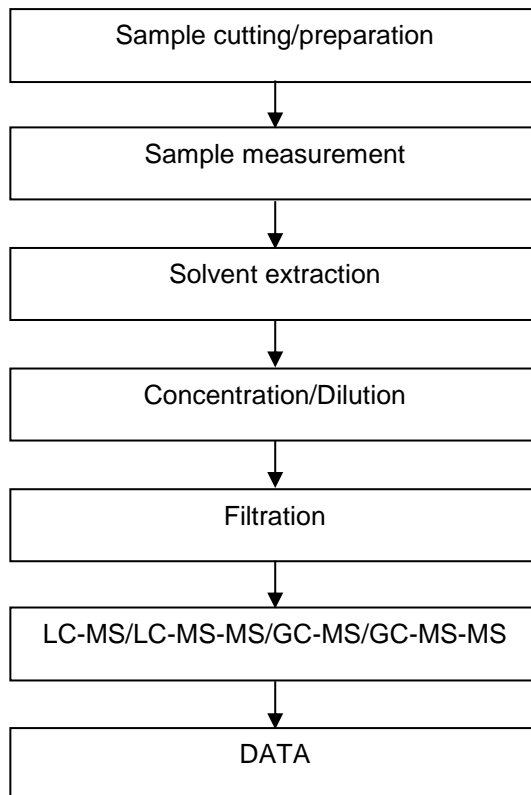 Sample cutting/preparation
Sample measurement
Solvent extraction
Concentration/Dilution
Filtration
LC-MS/LC-MS-MS/GC-MS/GC-MS-MS
DATA